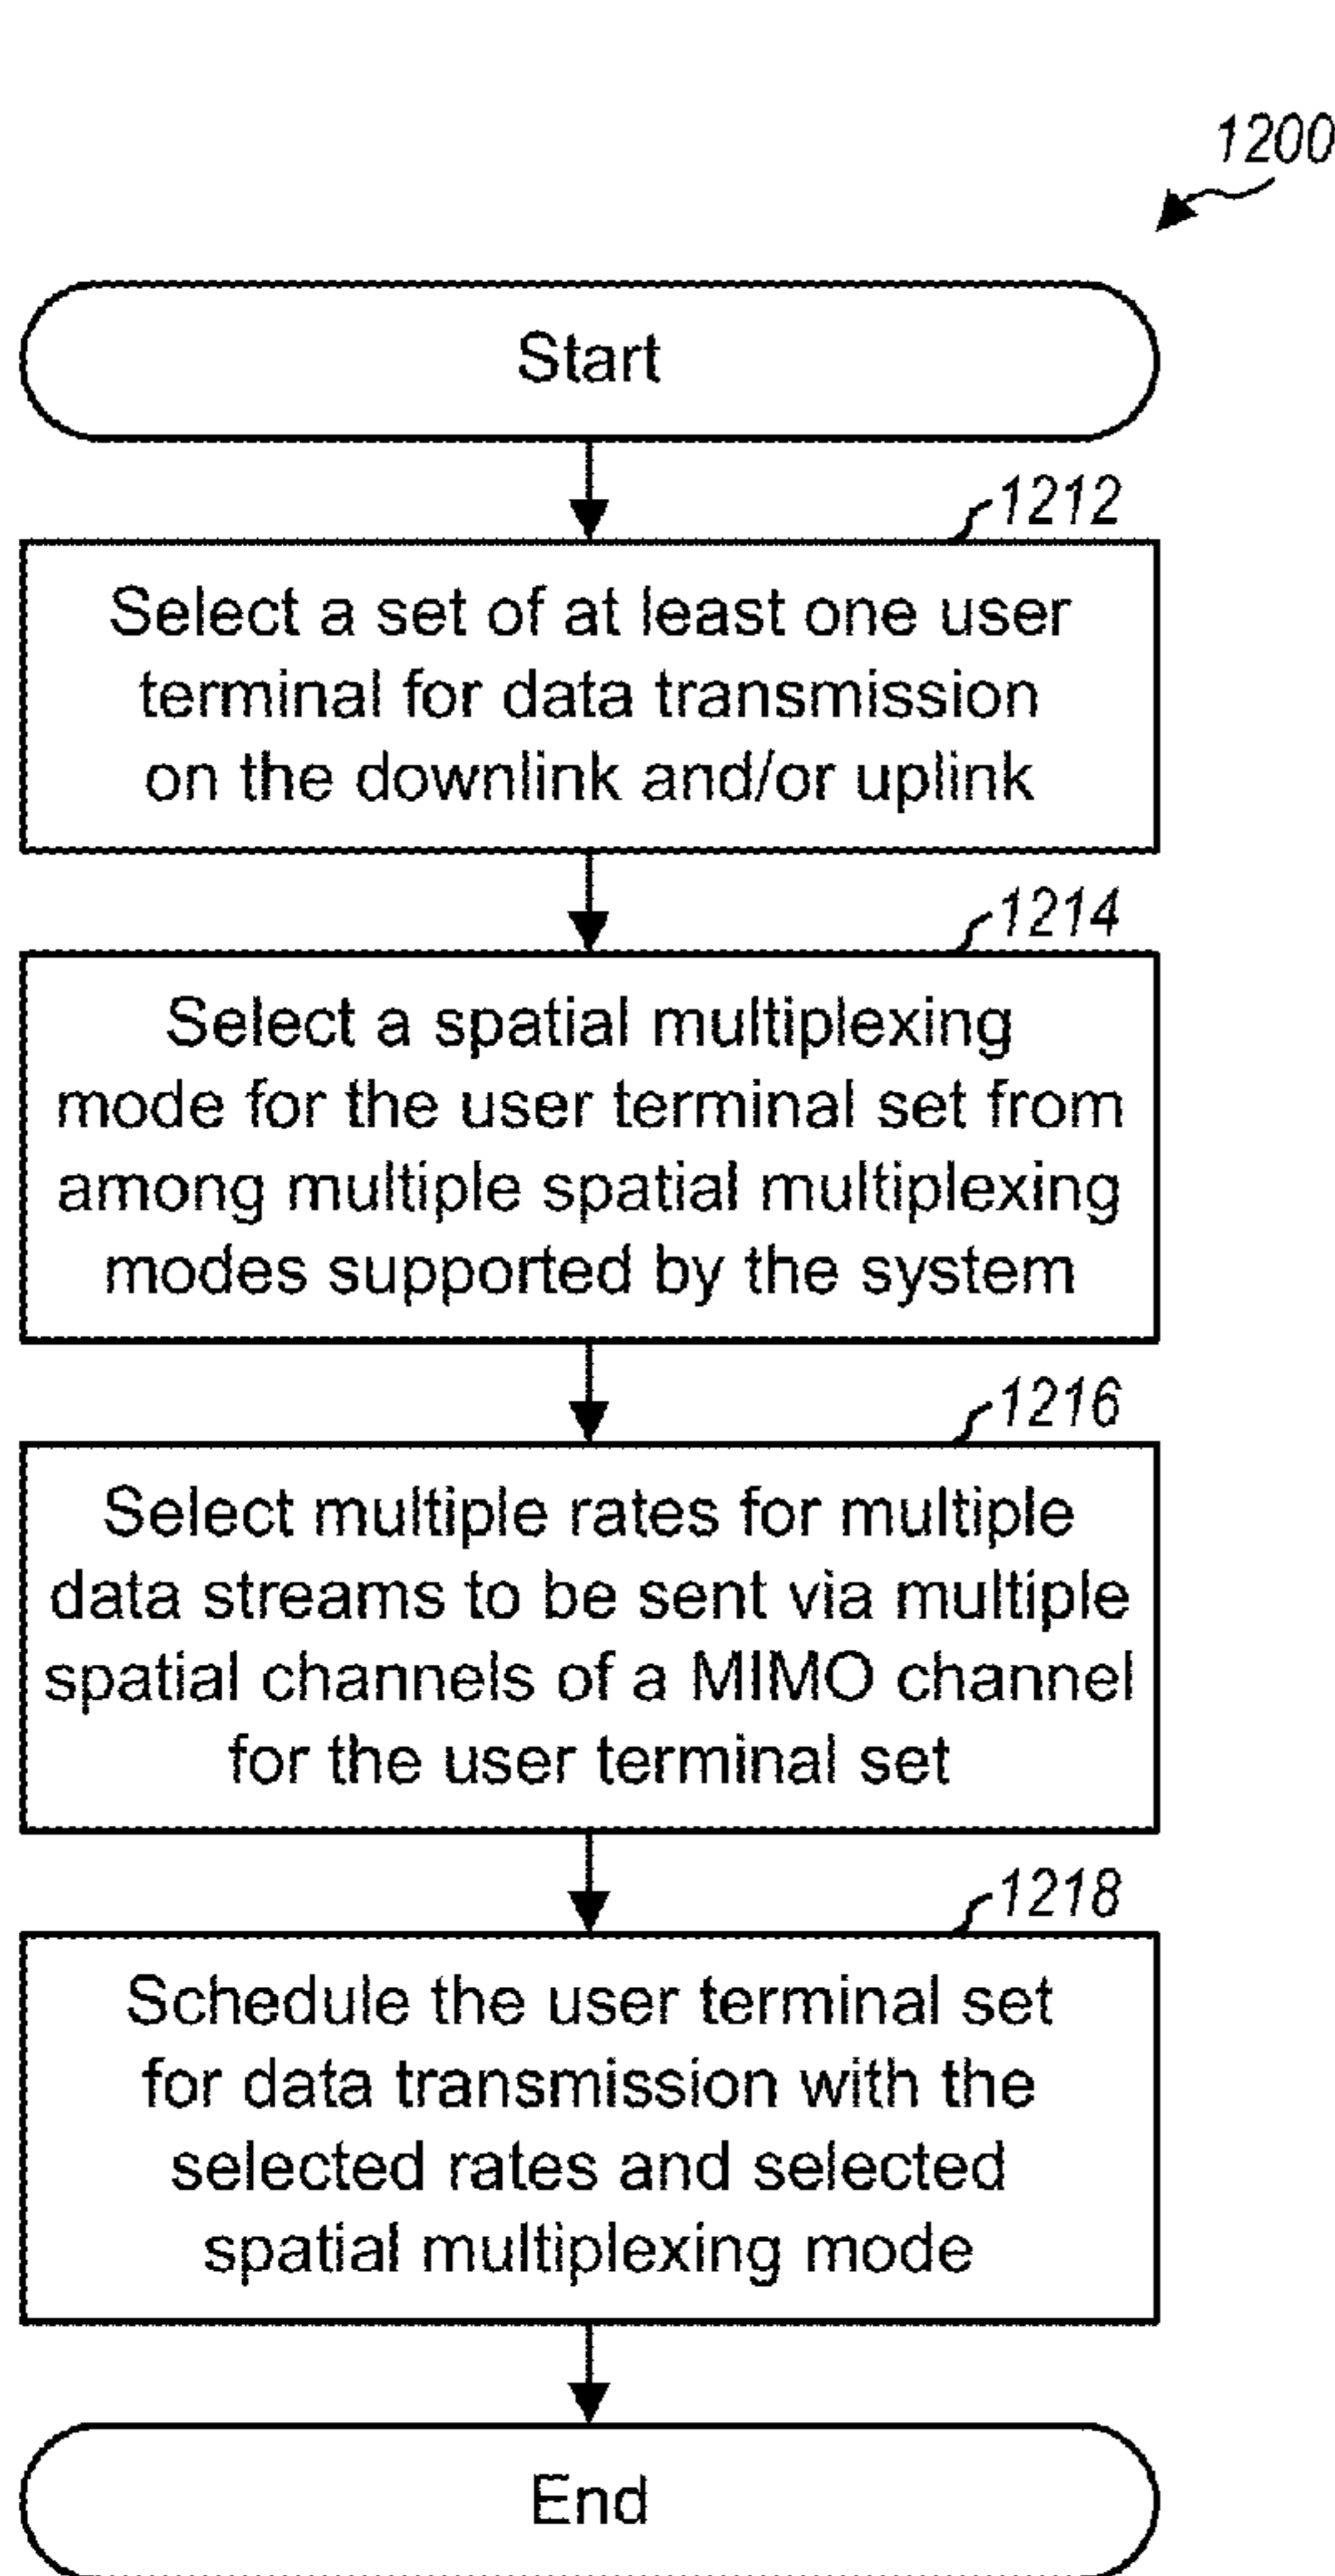 1200
Start
1212
Select a set of at least one user
terminal for data transmission
on the downlink and/or uplink
1214
Select a spatial multiplexing
mode for the user terminal set from
among multiple spatial multiplexing
modes supported by the system
1216
Select multiple rates for multiple
data streams to be sent via multiple
spatial channels of a MIMO channel
for the user terminal set
1218
Schedule the user terminal set
for data transmission with the
selected rates and selected
spatial multiplexing mode
End